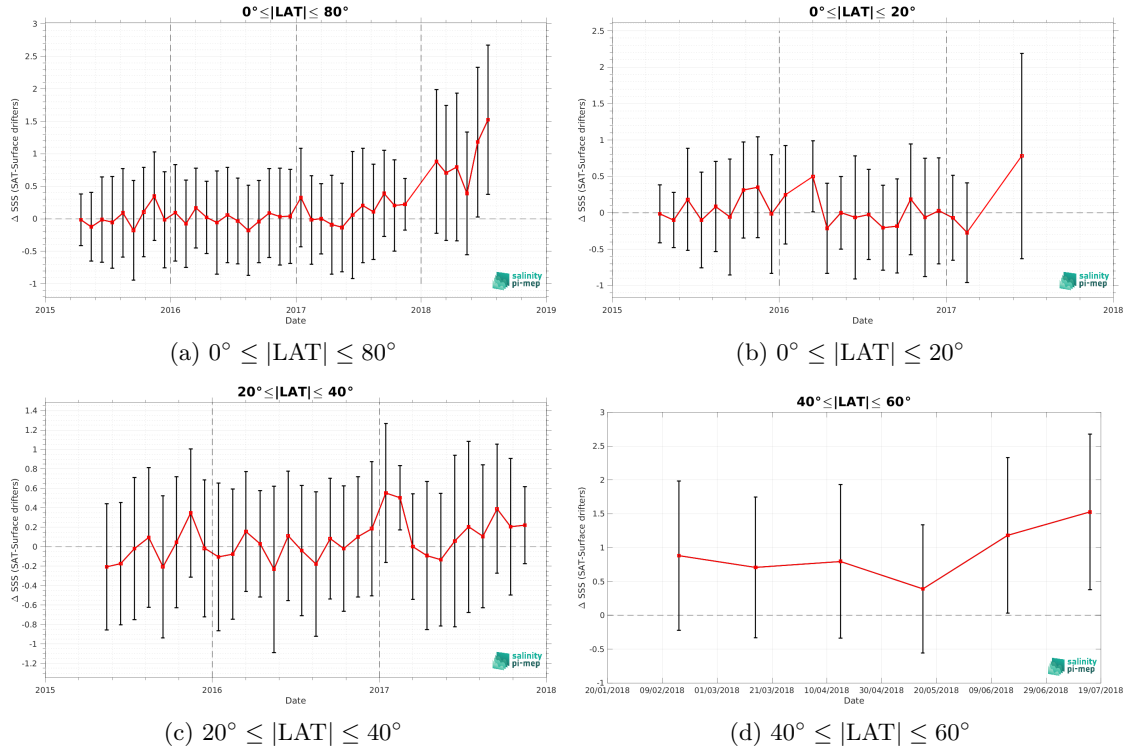 0°≤|LAT|≤ 80°
3
2.5
2
1.5
1
0.5
0
-0.5
-1
Δ SSS (SAT-Surface drifters)
2015
2016
2017
2018
2019
Date
salinity
pi-mep
(a) 0° ≤ |LAT| ≤ 80°
0°≤|LAT|≤ 20°
2.5
2
1.5
1
0.5
0
-0.5
-1
Δ SSS (SAT-Surface drifters)
2015
2016
2017
2018
Date
salinity
pi-mep
(b) 0° ≤ |LAT| ≤ 20°
20°≤|LAT|≤ 40°
1.4
1.2
1
0.8
0.6
0.4
0.2
0
-0.2
-0.4
-0.6
-0.8
-1
-1.2
Δ SSS (SAT-Surface drifters)
2015
2016
2017
2018
Date
salinity
pi-mep
(c) 20° ≤ |LAT| ≤ 40°
40°≤|LAT|≤ 60°
3
2.5
2
1.5
1
0.5
0
-0.5
-1
Δ SSS (SAT-Surface drifters)
20/01/2018
09/02/2018
01/03/2018
21/03/2018
10/04/2018
30/04/2018
20/05/2018
09/06/2018
29/06/2018
19/07/2018
Date
salinity
pi-mep
(d) 40° ≤ |LAT| ≤ 60°